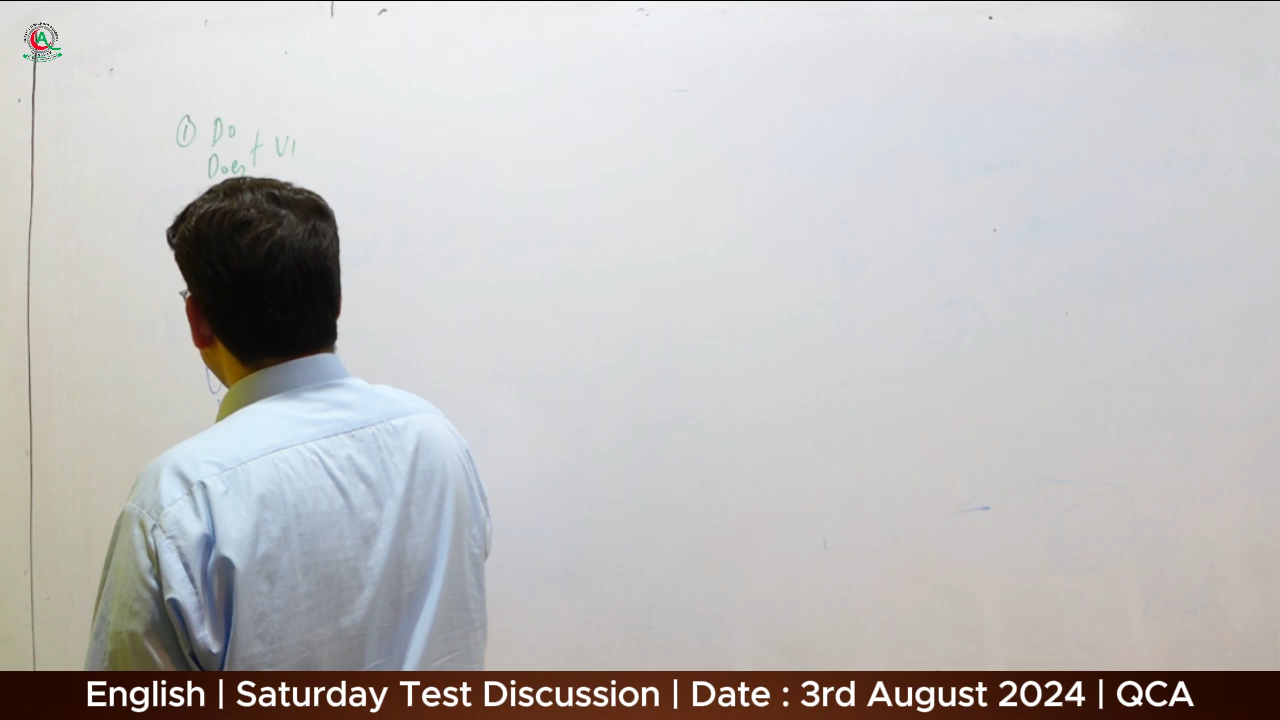 ① Do
Does + V1
English | Saturday Test Discussion | Date : 3rd August 2024 | QCA